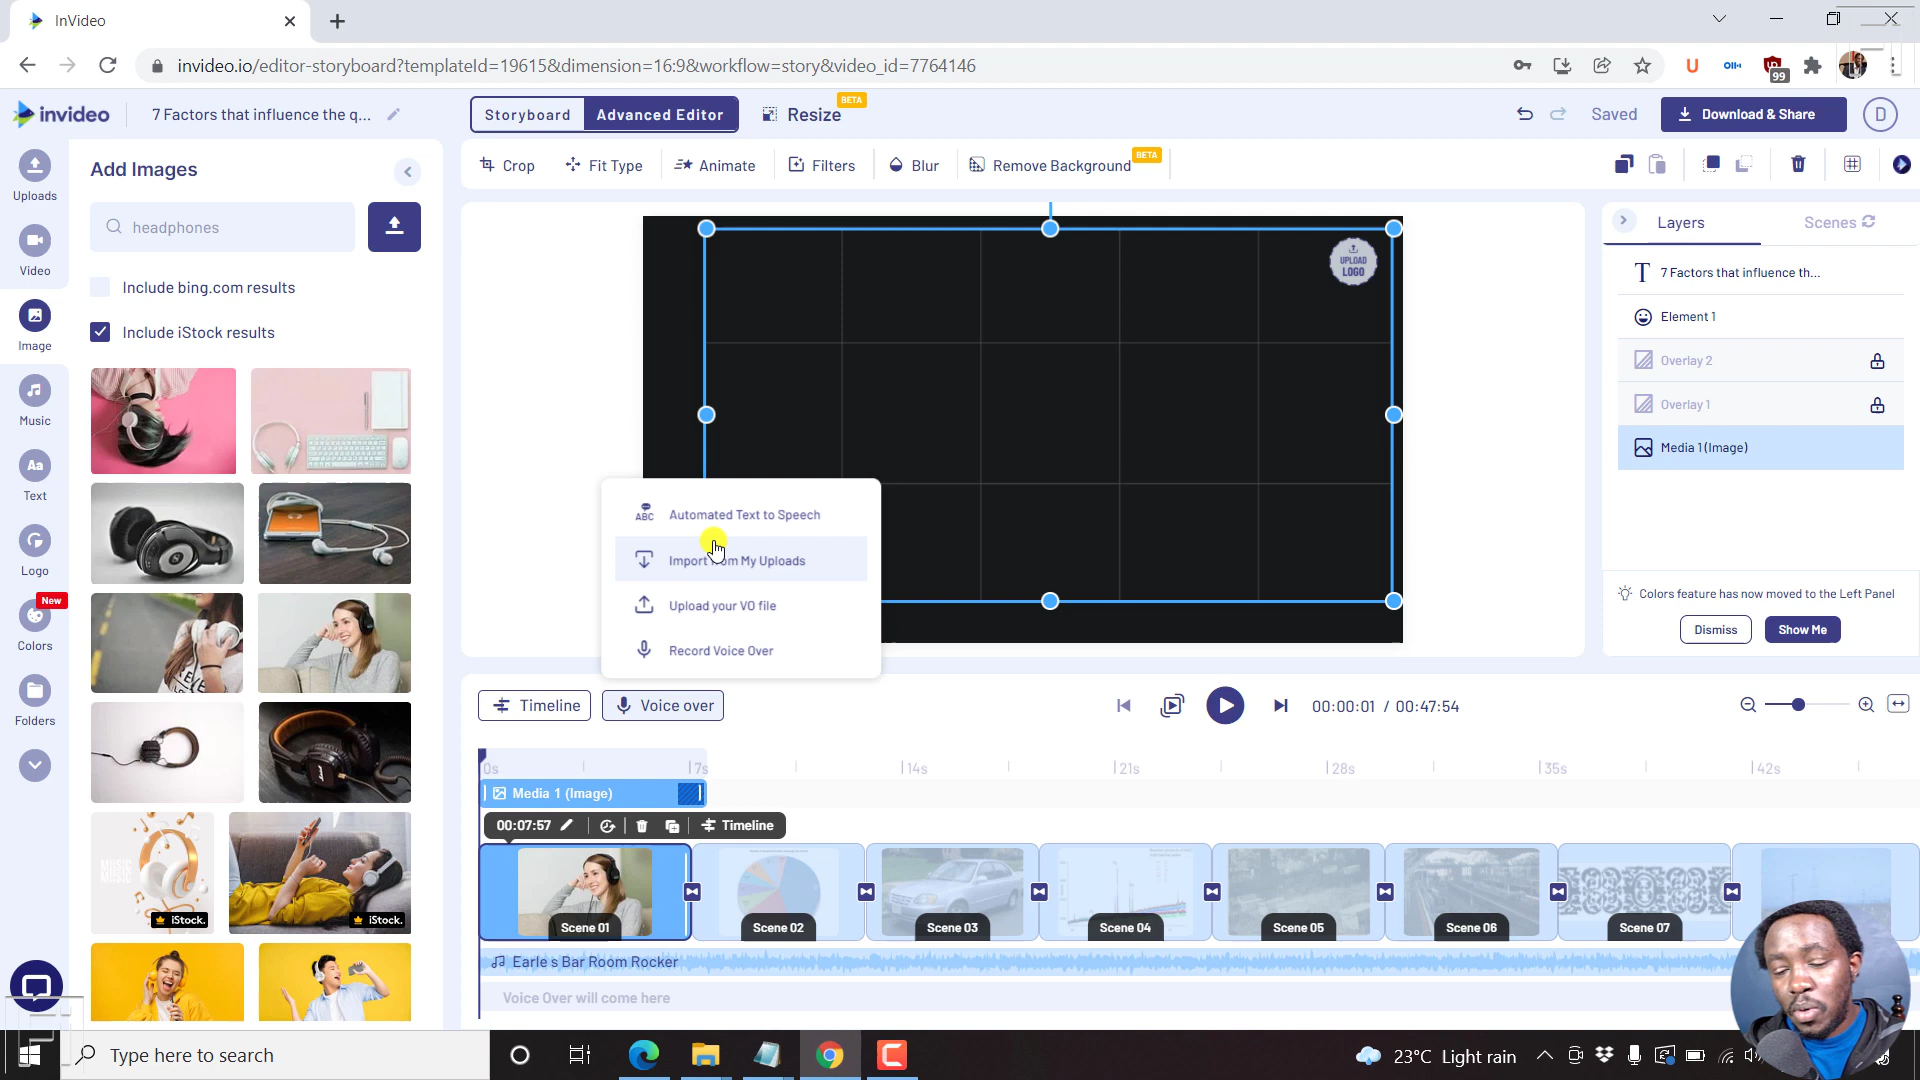 InVideo
invideo.io/editor-storyboard?templateId=19615&dimension=16:9&workflow=story&video_id=7764146
99
invideo
7 Factors that influence the q...
Storyboard
Advanced Editor
Resize
BETA
Saved
Download & Share
D
Uploads
Video
Image
Music
Text
Logo
New
Colors
Folders
Add Images
headphones
Include bing.com results
Include iStock results
iStock.
iStock.
Crop
Fit Type
Animate
Filters
Blur
Remove Background
BETA
UPLOAD
LOGO
ABC
Automated Text to Speech
Import from My Uploads
Upload your VO file
Record Voice Over
Layers
Scenes
7 Factors that influence th...
Element 1
Overlay 2
Overlay 1
Media 1(Image)
Colors feature has now moved to the Left Panel
Dismiss
Show Me
Timeline
Voice over
00:00:01 / 00:47:54
0s
7s
14s
21s
28s
35s
42s
Media 1 (Image)
00:07:57
Timeline
Scene 01
Scene 02
Scene 03
Scene 04
Scene 05
Scene 06
Scene 07
Earle s Bar Room Rocker
Voice Over will come here
Type here to search
23°C Light rain